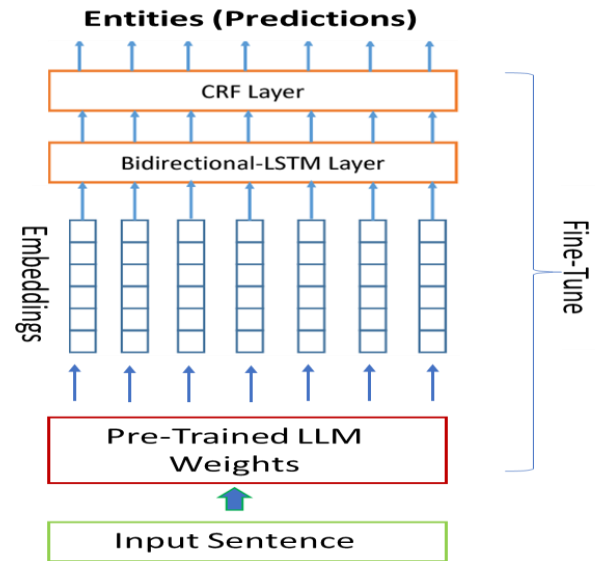 Entities (Predictions)
CRF Layer
Bidirectional-LSTM Layer
Embeddings
Fine-Tune
Pre-Trained LLM
Weights
Input Sentence